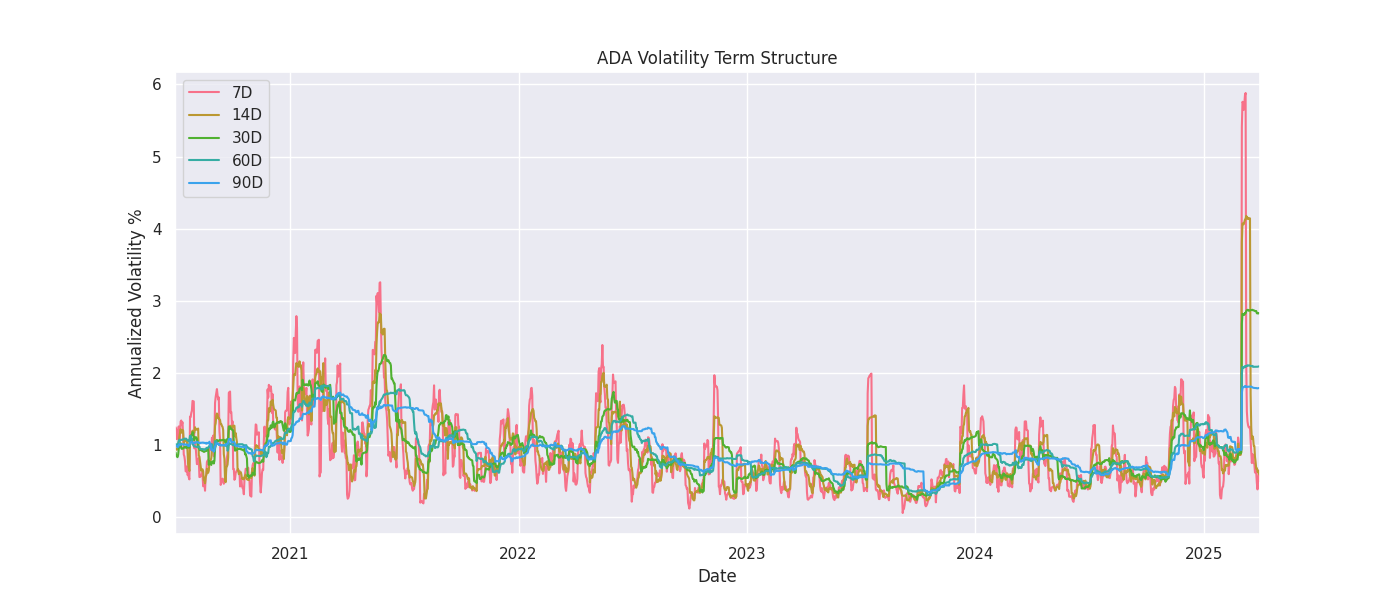 ADA Volatility Term Structure
6
5
4
3
2
1
0
Annualized Volatility %
7D
14D
30D
60D
90D
2021
2022
2023
2024
2025
Date